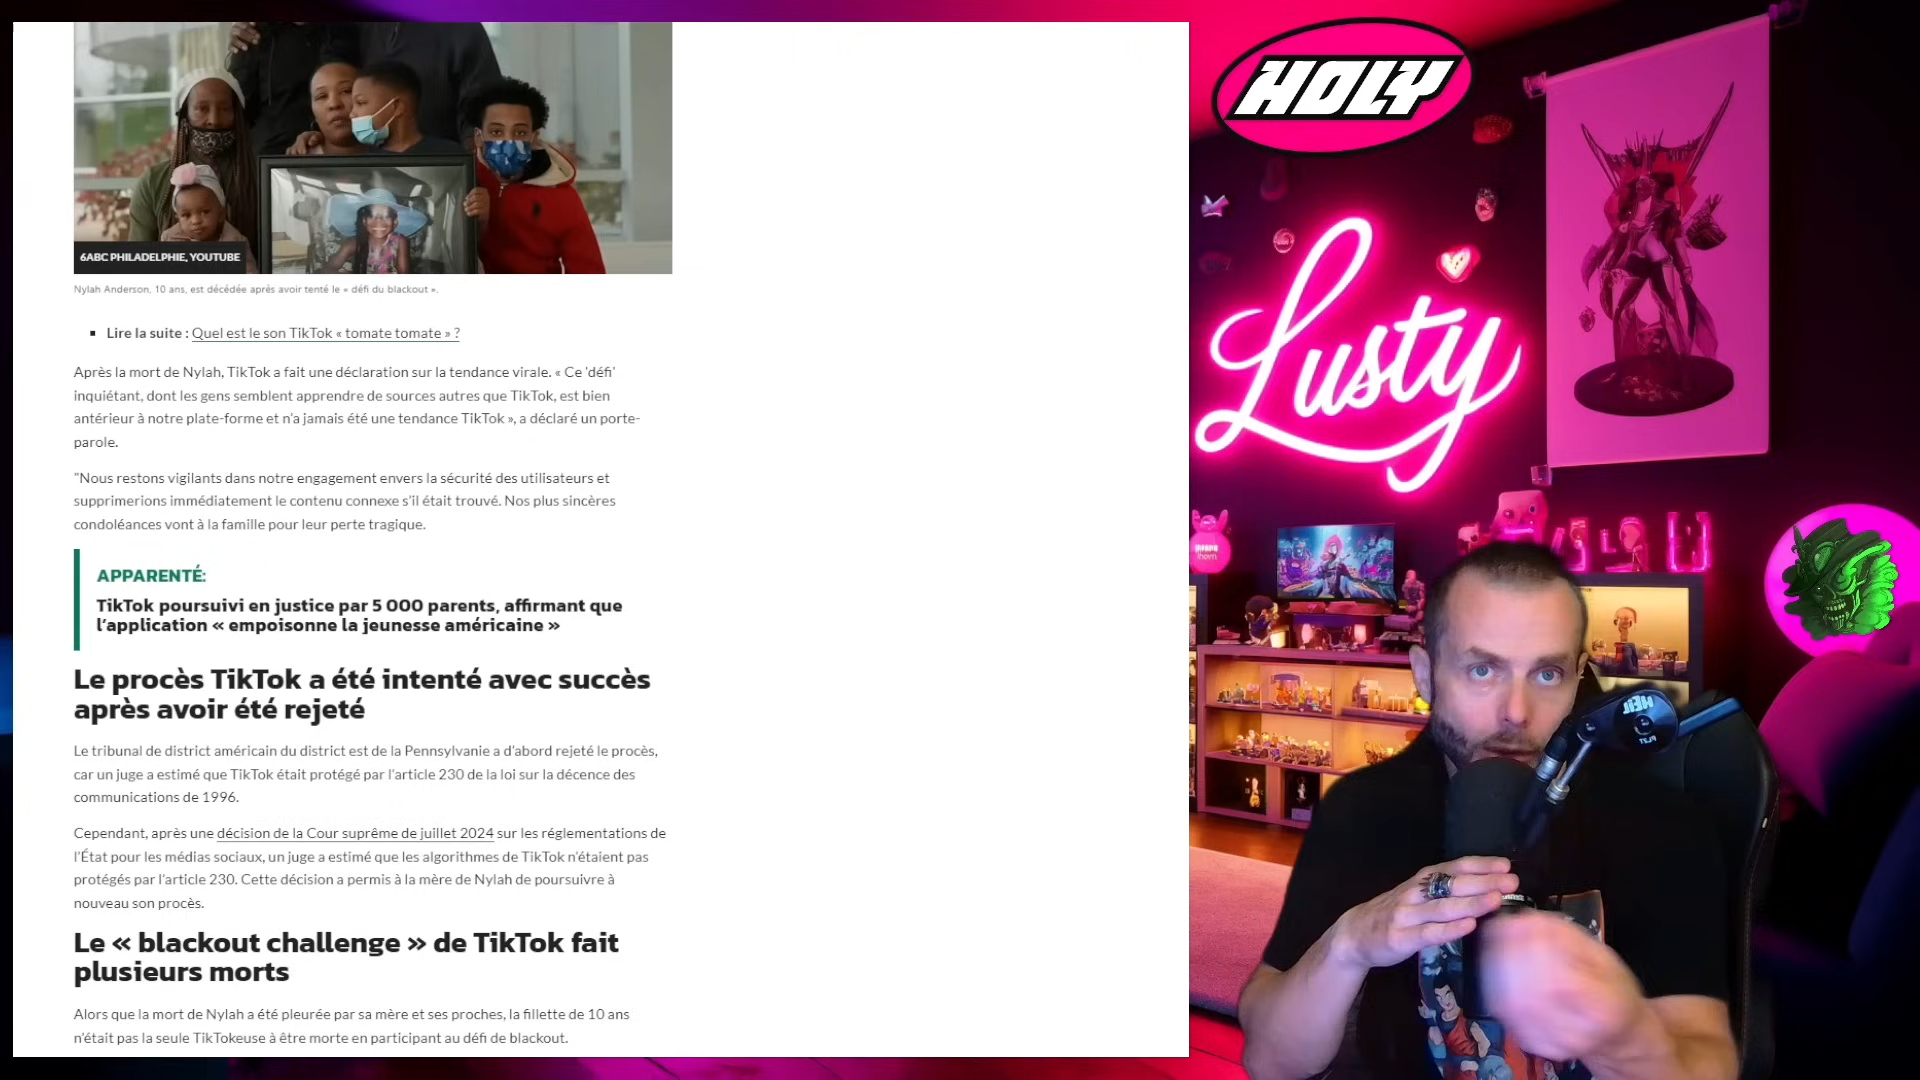 6ABC PHILADELPHIE, YOUTUBE
Nylah Anderson, 10 ans, est décédée après avoir tenté le « défi du blackout ».
▪ Lire la suite : Quel est le son TikTok « tomate tomate » ?
Après la mort de Nylah, TikTok a fait une déclaration sur la tendance virale. « Ce 'défi'
inquiétant, dont les gens semblent apprendre de sources autres que TikTok, est bien
antérieur à notre plate-forme et n'a jamais été une tendance TikTok », a déclaré un porte-
parole.
"Nous restons vigilants dans notre engagement envers la sécurité des utilisateurs et
supprimerions immédiatement le contenu connexe s'il était trouvé. Nos plus sincères
condoléances vont à la famille pour leur perte tragique.
APPARENTÉ:
TikTok poursuivi en justice par 5 000 parents, affirmant que
l'application « empoisonne la jeunesse américaine »
Le procès TikTok a été intenté avec succès
après avoir été rejeté
Le tribunal de district américain du district est de la Pennsylvanie a d'abord rejeté le procès,
car un juge a estimé que TikTok était protégé par l'article 230 de la loi sur la décence des
communications de 1996.
Cependant, après une décision de la Cour suprême de juillet 2024 sur les réglementations de
l'État pour les médias sociaux, un juge a estimé que les algorithmes de TikTok n'étaient pas
protégés par l'article 230. Cette décision a permis à la mère de Nylah de poursuivre à
nouveau son procès.
Le « blackout challenge » de TikTok fait
plusieurs morts
Alors que la mort de Nylah a été pleurée par sa mère et ses proches, la fillette de 10 ans
n'était pas la seule TikTokeuse à être morte en participant au défi de blackout.
HOLY
Lusty